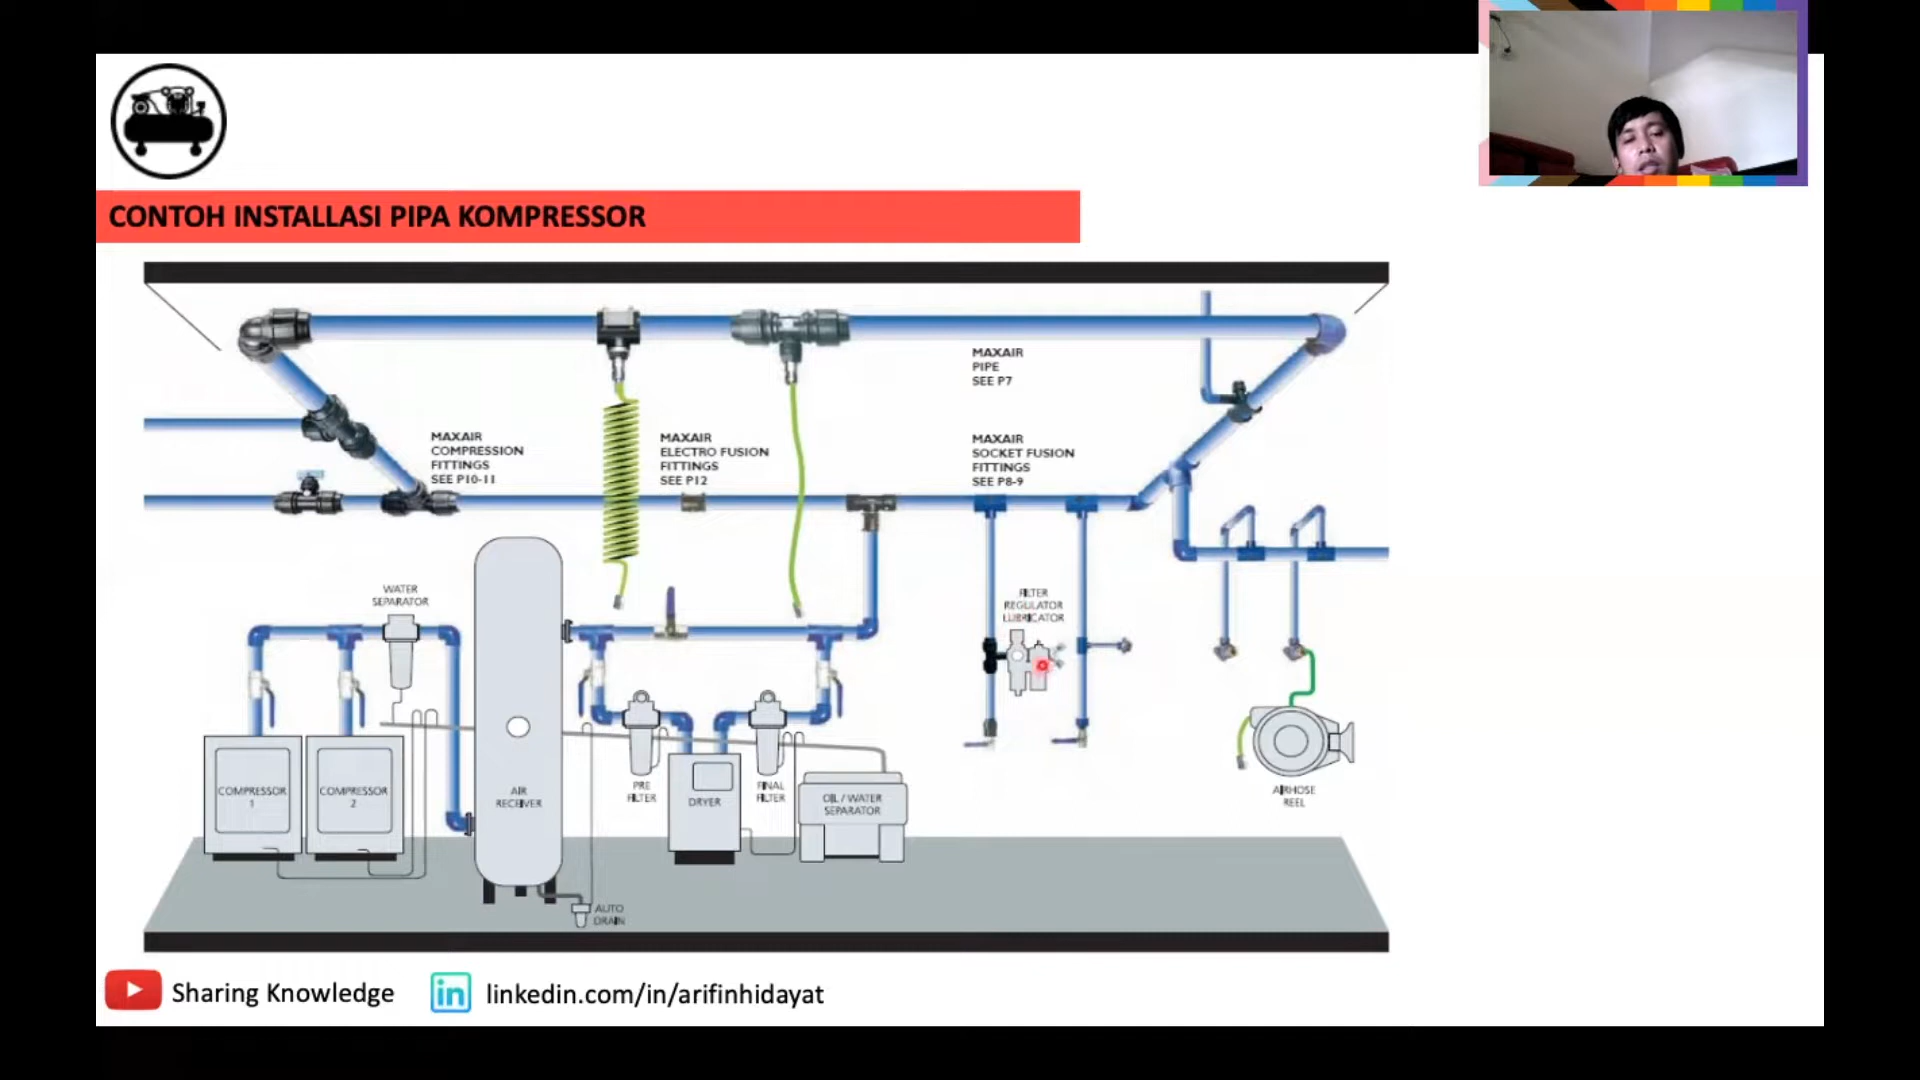 CONTOH INSTALLASI PIPA KOMPRESSOR
MAXAIR
PIPE
SEE P7
MAXAIR
COMPRESSION
FITTINGS
SEE P10-11
MAXAIR
ELECTRO FUSION
FITTINGS
SEE P12
MAXAIR
SOCKET FUSION
FITTINGS
SEE P8-9
WATER
SEPARATOR
FILTER
REGULATOR
LUBRICATOR
COMPRESSOR
1
COMPRESSOR
2
AIR
RECEIVER
PRE
FILTER
DRYER
FINAL
FILTER
OIL / WATER
SEPARATOR
AIRHOSE
REEL
AUTO
DRAIN
Sharing Knowledge
in
linkedin.com/in/arifinhidayat